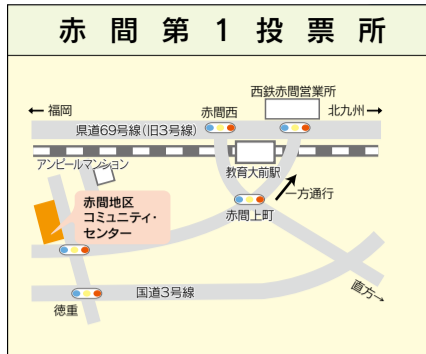 赤間第1投票所
西鉄赤間営業所
←福岡
赤間西
北九州→
県道69号線(旧3号線)
アンピールマンション
教育大前駅
一方通行
赤間地区
コミュニティ・
センター
赤間上町
国道3号線
直方→
徳重